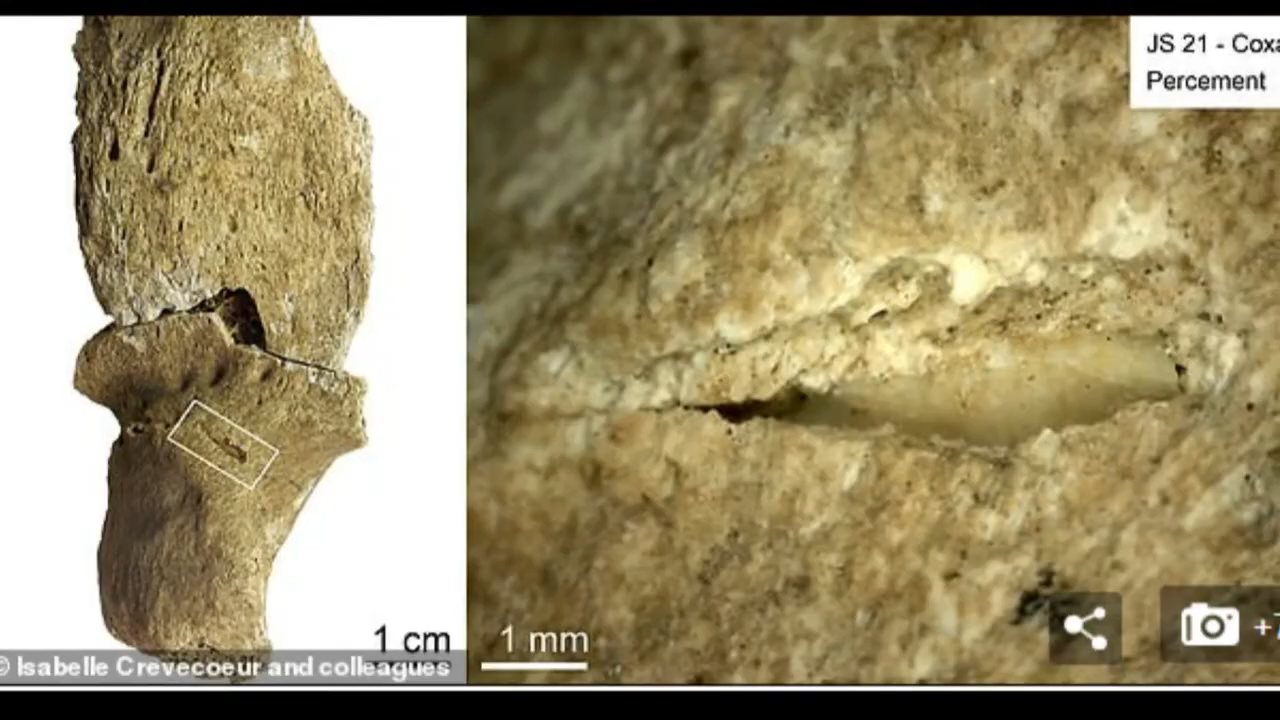 JS 21 - Coxa
Percement
1 cm
1 mm
© Isabelle Crevecoeur and colleagues